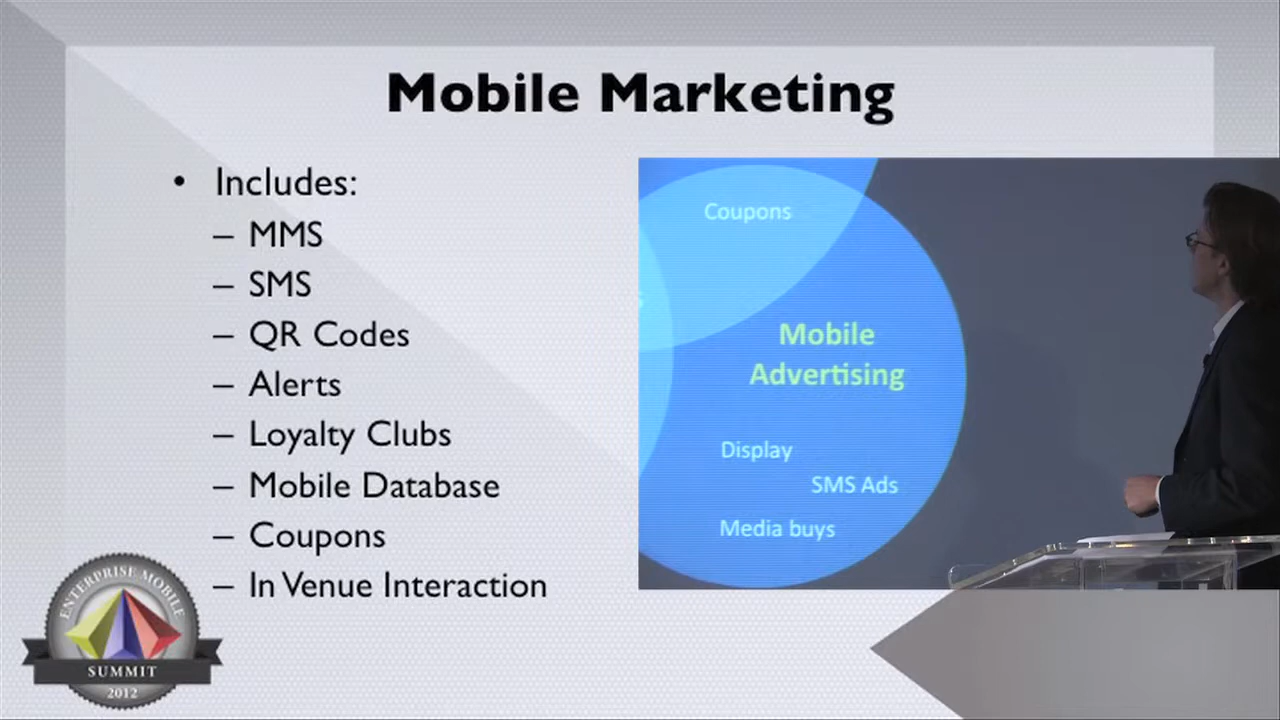 Mobile Marketing
• Includes:
– MMS
– SMS
– QR Codes
– Alerts
– Loyalty Clubs
– Mobile Database
– Coupons
– In Venue Interaction
Coupons
Mobile
Advertising
Display
SMS Ads
Media buys
ENTERPRISE MOBILE
SUMMIT
2012